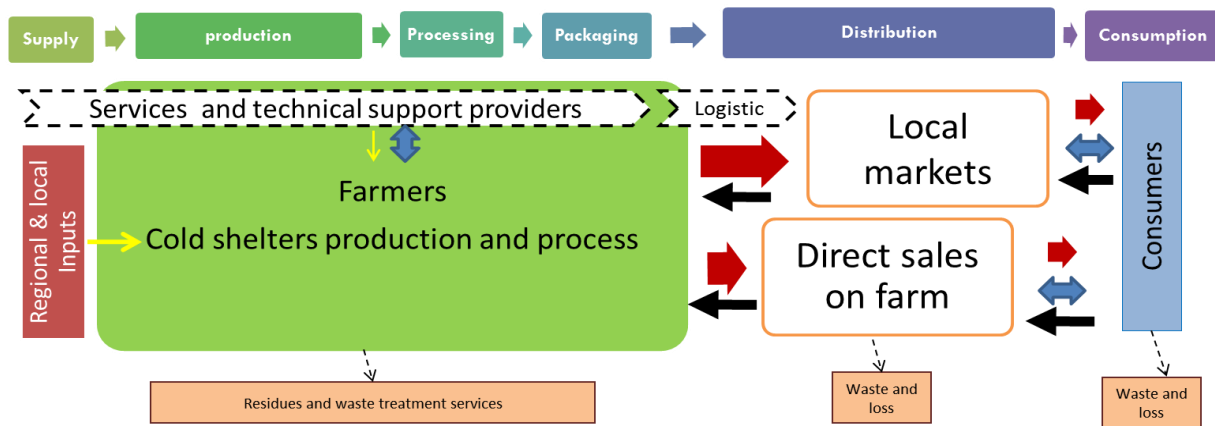 Supply
production
Processing
Packaging
Distribution
Consumption
Services and technical support providers
Logistic
Regional & local
Inputs
Farmers
Cold shelters production and process
Local
markets
Direct sales
on farm
Consumers
Residues and waste treatment services
Waste and
loss
Waste and
loss